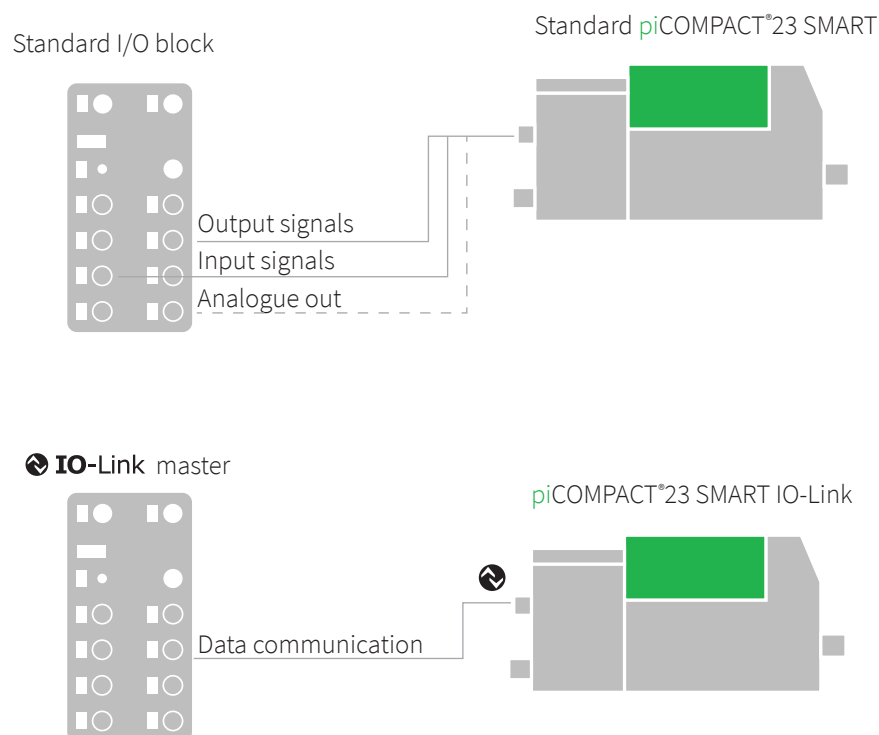 Standard I/O block
Standard piCOMPACT®23 SMART
Output signals
Input signals
Analogue out
IO-Link master
piCOMPACT®23 SMART IO-Link
Data communication